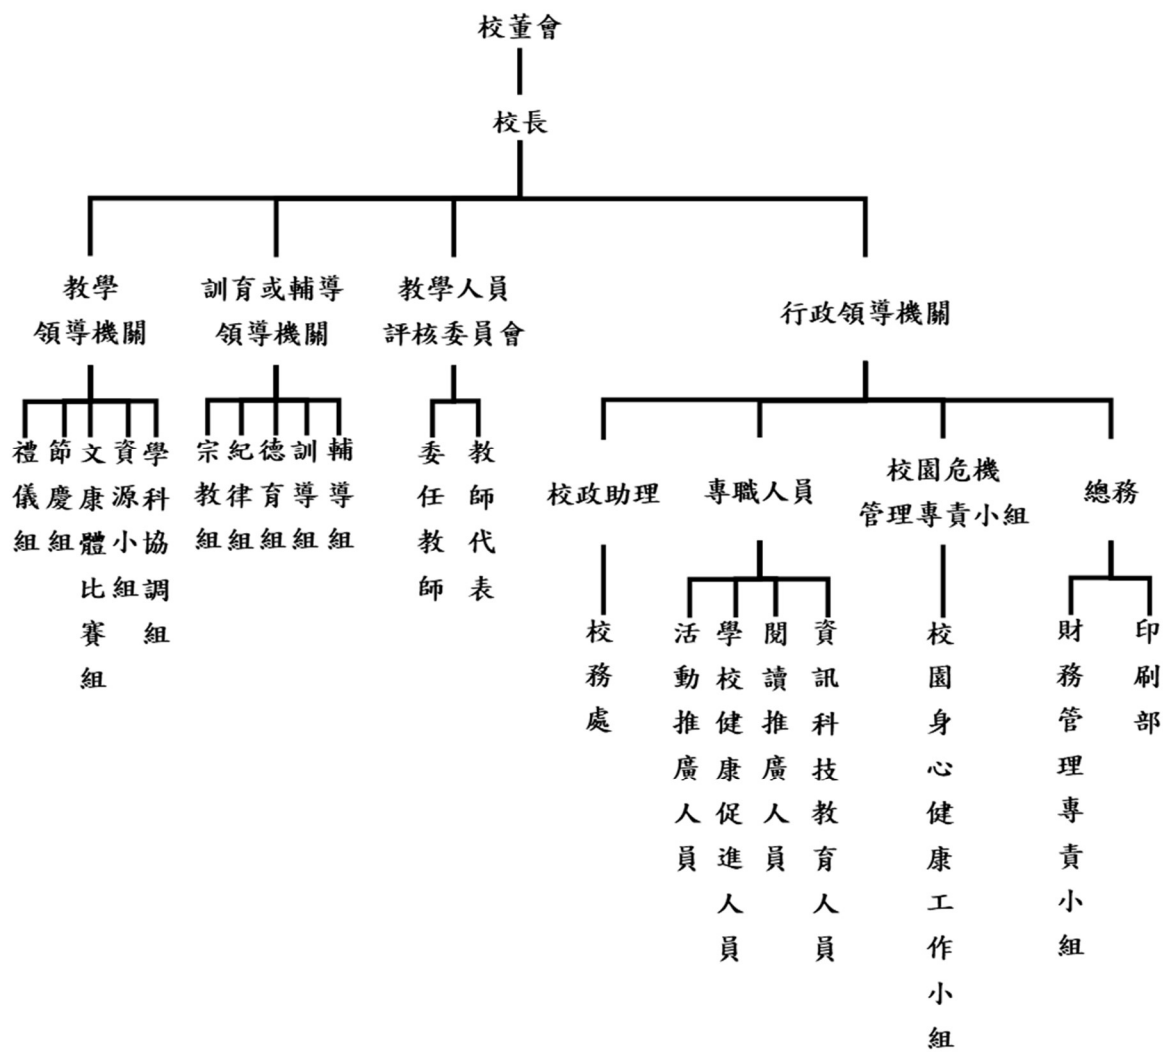 校董會
校長
教學
領導機關
訓育或輔導
領導機關
教學人員
評核委員會
行政領導機關
禮儀組
節慶組
文康體比賽組
資源小組
學科協調組
宗教組
紀律組
德育組
訓導組
輔導組
委任教師
教師代表
校政助理
專職人員
校園危機
管理專責小組
總務
校務處
活動推廣人員
學校健康促進人員
閱讀推廣人員
資訊科技教育人員
校園身心健康工作小組
財務管理專責小組
印刷部